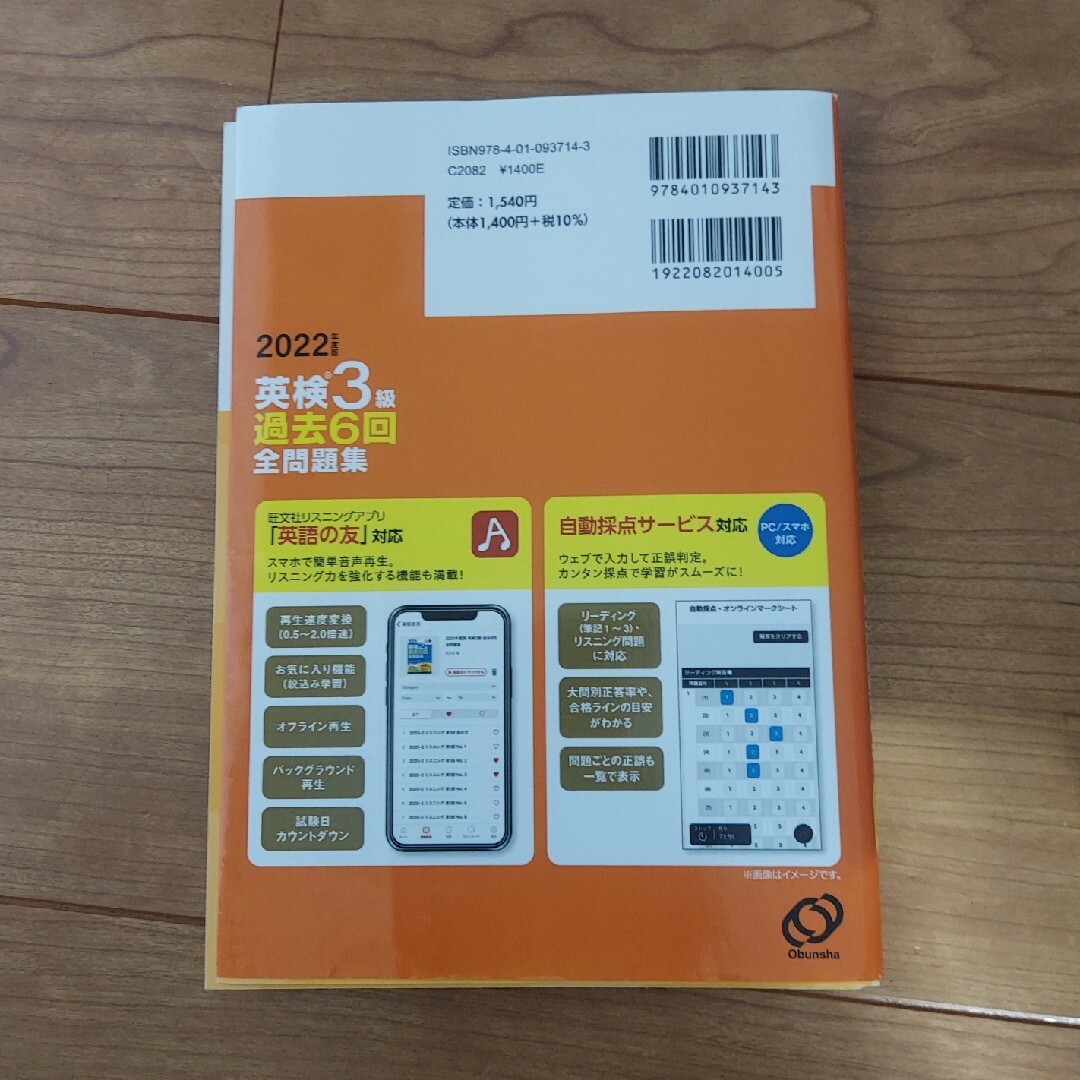 ISBN978-4-01-093714-3
C2082 ¥1400E
定価：1,540円
(本体1,400円+税10%)
9784010937143
1922082014005
2022年度版
英検®3級
過去6回
全問題集
旺文社リスニングアプリ
「英語の友」対応
スマホで簡単音声再生。
リスニング力を強化する機能も満載！
再生速度変換
(0.5～2.0倍速)
お気に入り機能
(絞込み学習)
オフライン再生
バックグラウンド
再生
試験日
カウントダウン
自動採点サービス対応
PC/スマホ
対応
ウェブで入力して正誤判定。
カンタン採点で学習がスムーズに！
リーディング
(筆記1～3)・
リスニング問題
に対応
大問別正答率や、
合格ラインの目安
がわかる
問題ごとの正誤も
一覧で表示
自動採点・オンラインマークシート
解答をクリアする
※画像はイメージです。
Obunsha